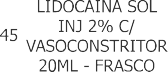 LIDOCAINA SOL
INJ 2% C/
45
VASOCONSTRITOR
20ML - FRASCO